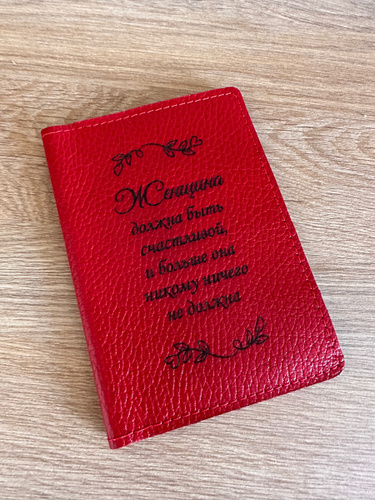 Женщина
должна быть
счастливой,
и больше она
никому ничего
не должна